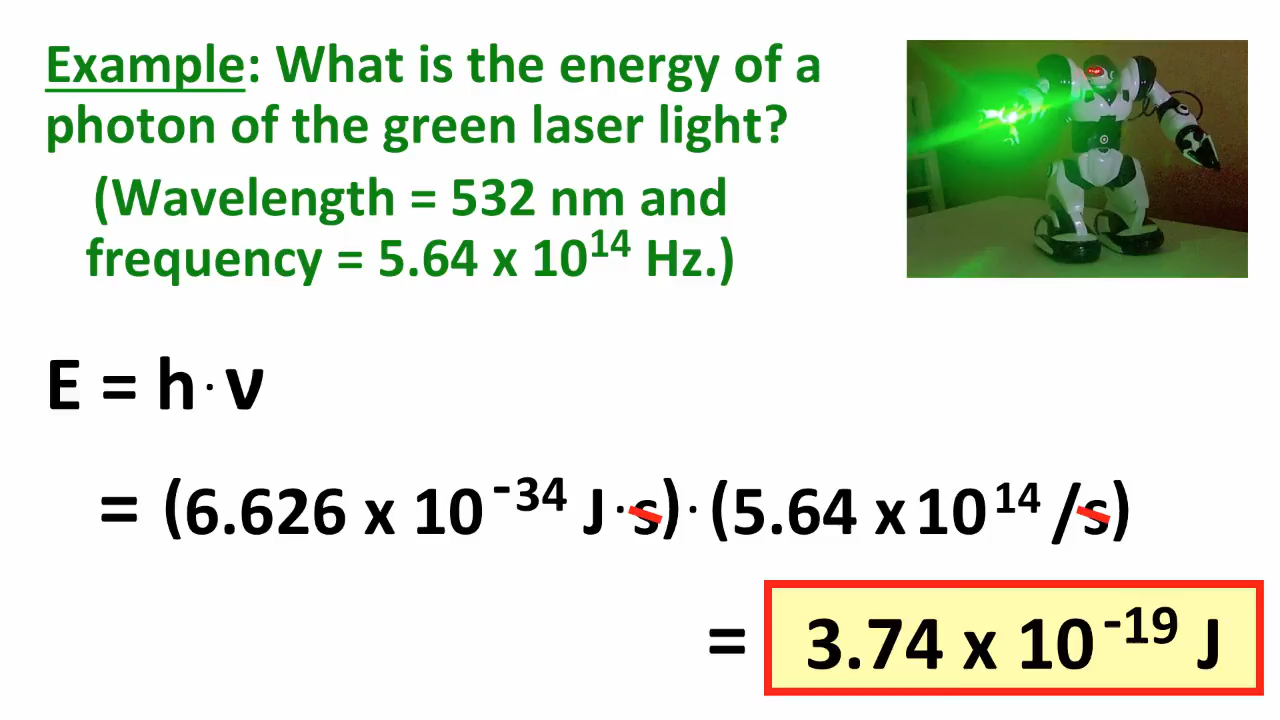 Example: What is the energy of a
photon of the green laser light?
(Wavelength = 532 nm and
frequency = 5.64 x 10¹⁴ Hz.)
E = h · ν
= (6.626 x 10⁻³⁴ J · s) · (5.64 x 10¹⁴ /s)
= 3.74 x 10⁻¹⁹ J